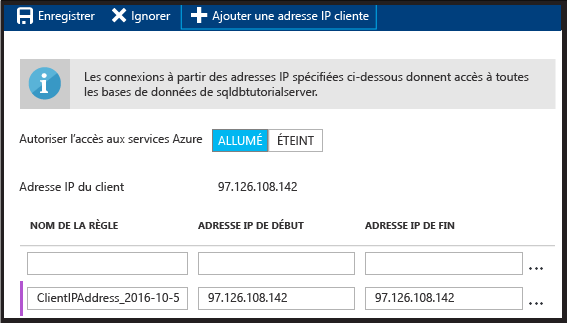 Enregistrer Ignorer Ajouter une adresse IP cliente
Les connexions à partir des adresses IP spécifiées ci-dessous donnent accès à toutes
les bases de données de sqldbtutorialserver.
Autoriser l'accès aux services Azure ALLUMÉ ÉTEINT
Adresse IP du client 97.126.108.142
NOM DE LA RÈGLE ADRESSE IP DE DÉBUT ADRESSE IP DE FIN
...
ClientIPAddress_2016-10-5 97.126.108.142 97.126.108.142 ...